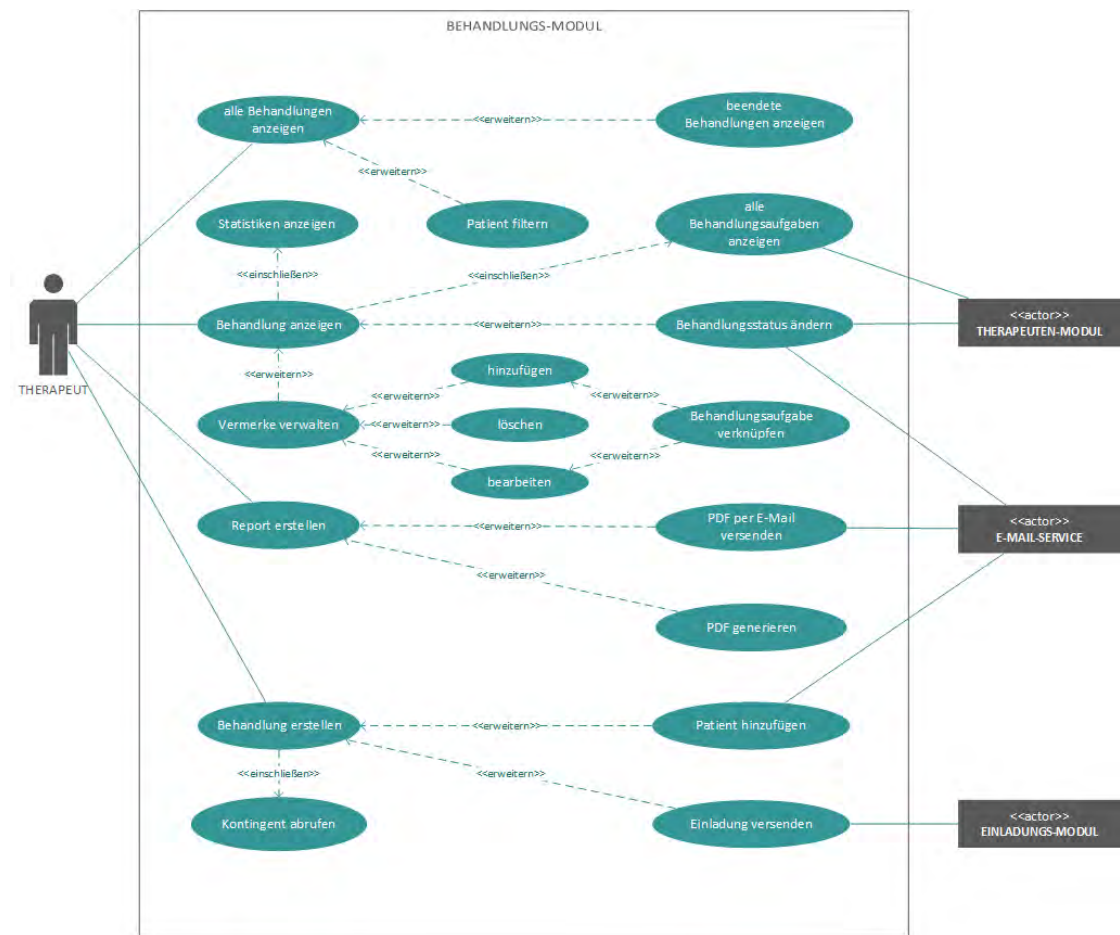 BEHANDLUNGS-MODUL
alle Behandlungen
anzeigen
<<erweitern>>
beendete
Behandlungen anzeigen
<<erweitern>>
Statistiken anzeigen
Patient filtern
alle
Behandlungsaufgaben
anzeigen
<<einschließen>>
<<einschließen>>
THERAPEUT
Behandlung anzeigen
<<erweitern>>
Behandlungsstatus ändern
<<actor>>
THERAPEUTEN-MODUL
<<erweitern>>
hinzufügen
<<erweitern>>
<<erweitern>>
Vermerke verwalten
<<erweitern>>
löschen
Behandlungsaufgabe
verknüpfen
<<erweitern>>
<<erweitern>>
bearbeiten
Report erstellen
<<erweitern>>
PDF per E-Mail
versenden
<<actor>>
E-MAIL-SERVICE
<<erweitern>>
PDF generieren
Behandlung erstellen
<<erweitern>>
Patient hinzufügen
<<einschließen>>
<<erweitern>>
Kontingent abrufen
Einladung versenden
<<actor>>
EINLADUNGS-MODUL